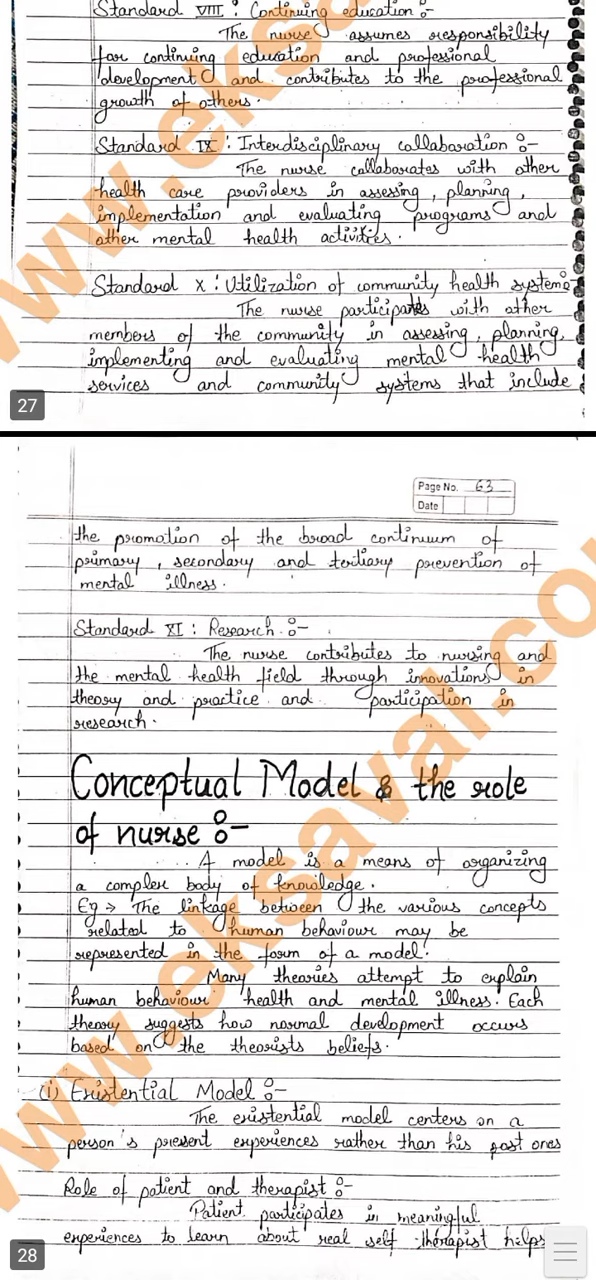 Standard VIII : Continuing education :-
The nurse assumes responsibility
for continuing education and professional
development and contributes to the professional
growth of others.
Standard IX : Interdisciplinary collaboration :-
The nurse collaborates with other
health care providers in assessing, planning,
implementation and evaluating programs and
other mental health activities.
Standard X : Utilization of community health systems :-
The nurse participates with other
members of the community in assessing, planning,
implementing and evaluating mental health
services and community systems that include
27
Page No. 63
Date
the promotion of the broad continuum of
primary, secondary and tertiary prevention of
mental illness.
Standard XI : Research :-
The nurse contributes to nursing and
the mental health field through innovations in
theory and practice and participation in
research.
Conceptual Model & the role
of nurse :-
A model is a means of organizing
a complex body of knowledge.
Eg → The linkage between the various concepts
related to human behaviour may be
represented in the form of a model.
Many theories attempt to explain
human behaviour health and mental illness. Each
theory suggests how normal development occurs
based on the theorists beliefs.
(i) Existential Model :-
The existential model centers on a
person's present experiences rather than his past ones
Role of patient and therapist :-
Patient participates in meaningful
experiences to learn about real self therapist helps
28
www.eksaval.com